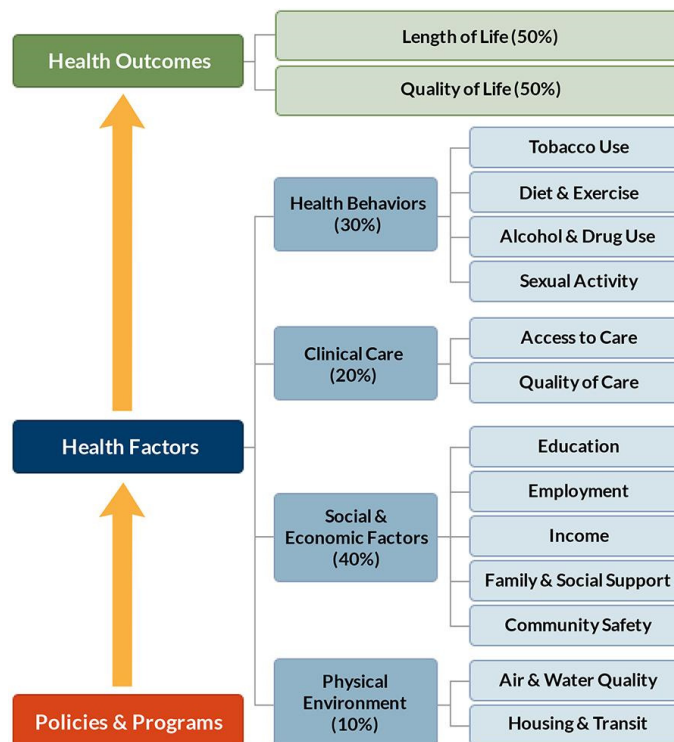 Health Outcomes
Length of Life (50%)
Quality of Life (50%)
Health Factors
Health Behaviors
(30%)
Tobacco Use
Diet & Exercise
Alcohol & Drug Use
Sexual Activity
Clinical Care
(20%)
Access to Care
Quality of Care
Social &
Economic Factors
(40%)
Education
Employment
Income
Family & Social Support
Community Safety
Physical
Environment
(10%)
Air & Water Quality
Housing & Transit
Policies & Programs